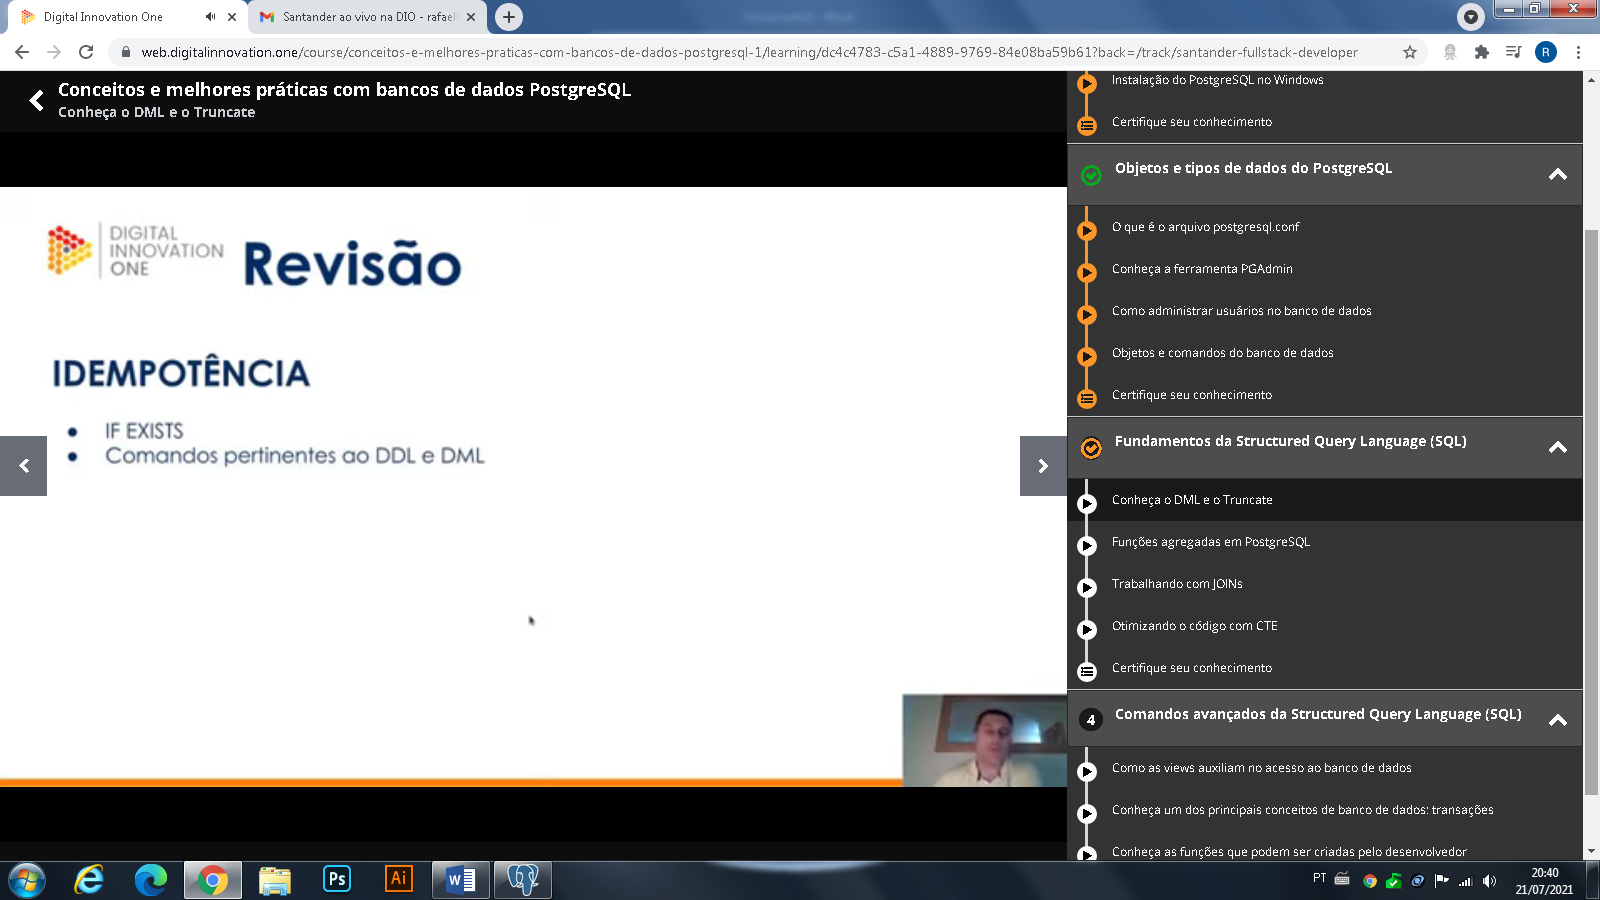 Digital Innovation One
Santander ao vivo na DIO - rafael
web.digitalinnovation.one/course/conceitos-e-melhores-praticas-com-bancos-de-dados-postgresql-1/learning/dc4c4783-c5a1-4889-9769-84e08ba59b61?back=/track/santander-fullstack-developer
R
Conceitos e melhores práticas com bancos de dados PostgreSQL
Conheça o DML e o Truncate
DIGITAL
INNOVATION
ONE
Revisão
IDEMPOTÊNCIA
• IF EXISTS
• Comandos pertinentes ao DDL e DML
Instalação do PostgreSQL no Windows
Certifique seu conhecimento
Objetos e tipos de dados do PostgreSQL
O que é o arquivo postgresql.conf
Conheça a ferramenta PGAdmin
Como administrar usuários no banco de dados
Objetos e comandos do banco de dados
Certifique seu conhecimento
Fundamentos da Structured Query Language (SQL)
Conheça o DML e o Truncate
Funções agregadas em PostgreSQL
Trabalhando com JOINs
Otimizando o código com CTE
Certifique seu conhecimento
4 Comandos avançados da Structured Query Language (SQL)
Como as views auxiliam no acesso ao banco de dados
Conheça um dos principais conceitos de banco de dados: transações
Conheça as funções que podem ser criadas pelo desenvolvedor
Ps
Ai
W
PT
20:40
21/07/2021